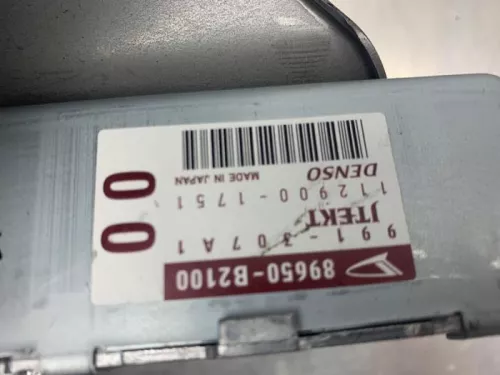 89650-B2100
991-307A1
JTEKT
112900-1751
DENSO
MADE IN JAPAN
00